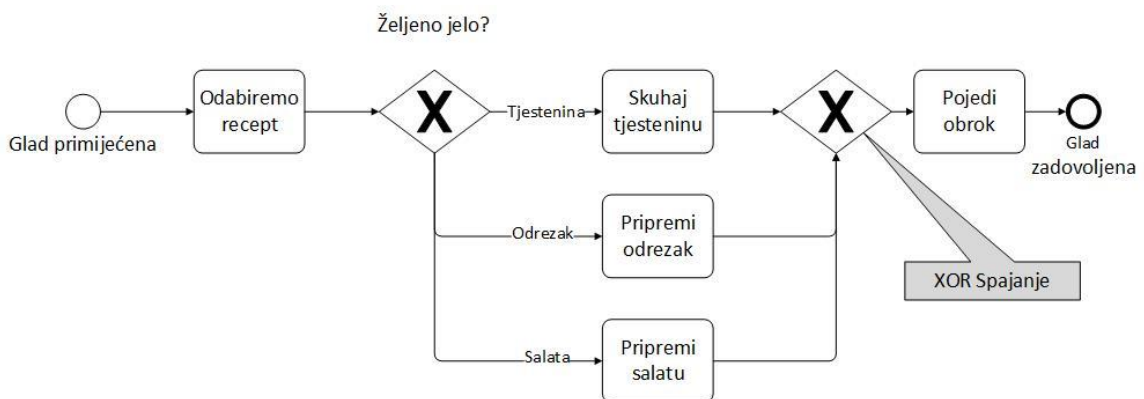 Željeno jelo?
Glad primijećena
Odabiremo
recept
X
Tjestenina
Skuhaj
tjesteninu
X
Pojedi
obrok
Glad
zadovoljena
Odrezak
Pripremi
odrezak
XOR Spajanje
Salata
Pripremi
salatu